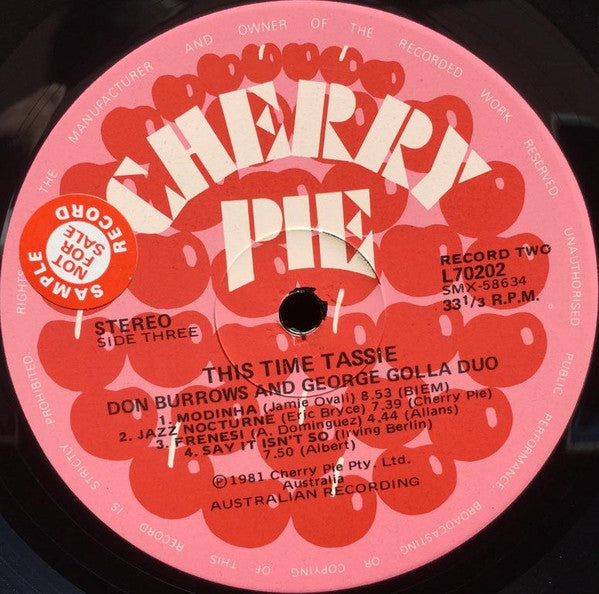 CHERRY
PIE
RECORD TWO
L70202
SMX-58634
33 1/3 R.P.M.
SAMPLE
NOT
FOR
SALE
RECORD
STEREO
SIDE THREE
THIS TIME TASSIE
DON BURROWS AND GEORGE GOLLA DUO
1. MODINHA (Jamie Ovali) 8.53 (BIEM)
2. JAZZ NOCTURNE (Eric Bryce) 7.39 (Cherry Pie)
3. FRENESI (A. Dominguez) 4.44 (Allans)
4. SAY IT ISN'T SO (Irving Berlin)
7.50 (Albert)
℗1981 Cherry Pie Pty. Ltd.
Australia
AUSTRALIAN RECORDING
RIGHTS OF THE MANUFACTURER AND OWNER OF THE RECORDED WORK RESERVED. UNAUTHORISED PUBLIC PERFORMANCE BROADCASTING OR COPYING OF THIS RECORD IS STRICTLY PROHIBITED